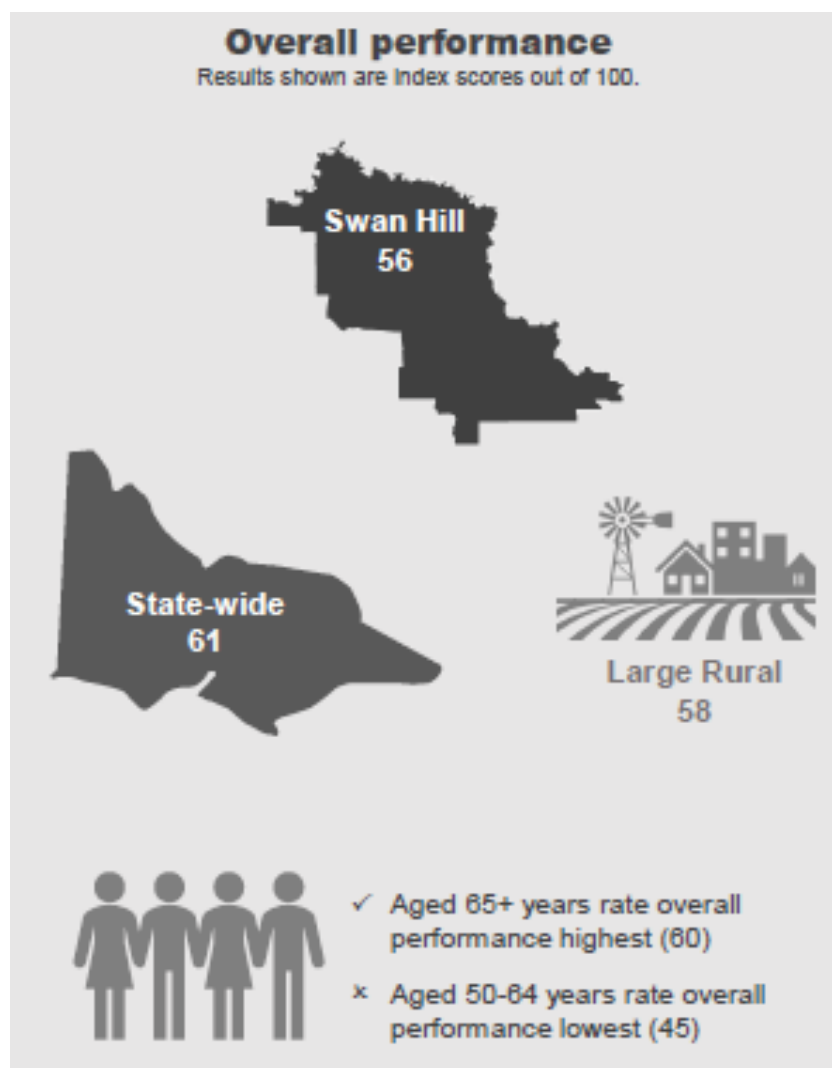 Overall performance
Results shown are index scores out of 100.
Swan Hill
56
State-wide
61
Large Rural
58
✓ Aged 65+ years rate overall
performance highest (60)
× Aged 50-64 years rate overall
performance lowest (45)